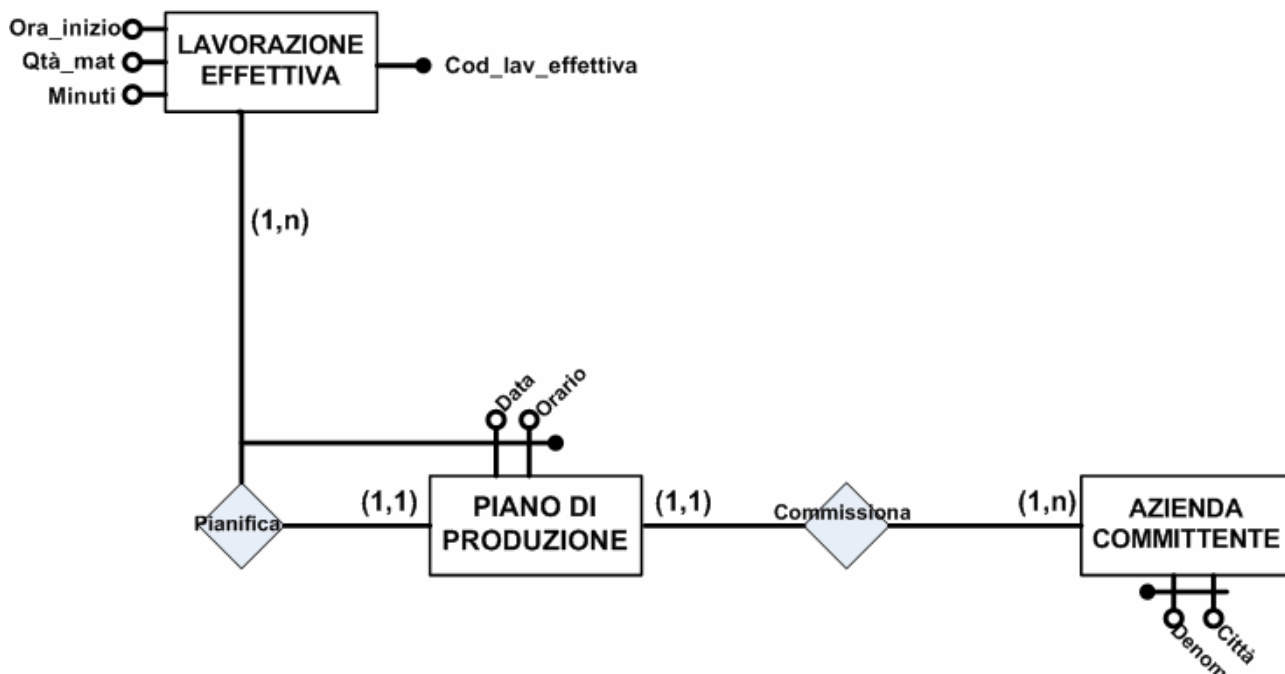 Ora_inizio
Qtà_mat
Minuti
LAVORAZIONE
EFFETTIVA
Cod_lav_effettiva
(1,n)
Data
Orario
Pianifica
(1,1)
PIANO DI
PRODUZIONE
(1,1)
Commissiona
(1,n)
AZIENDA
COMMITTENTE
Denom
Città